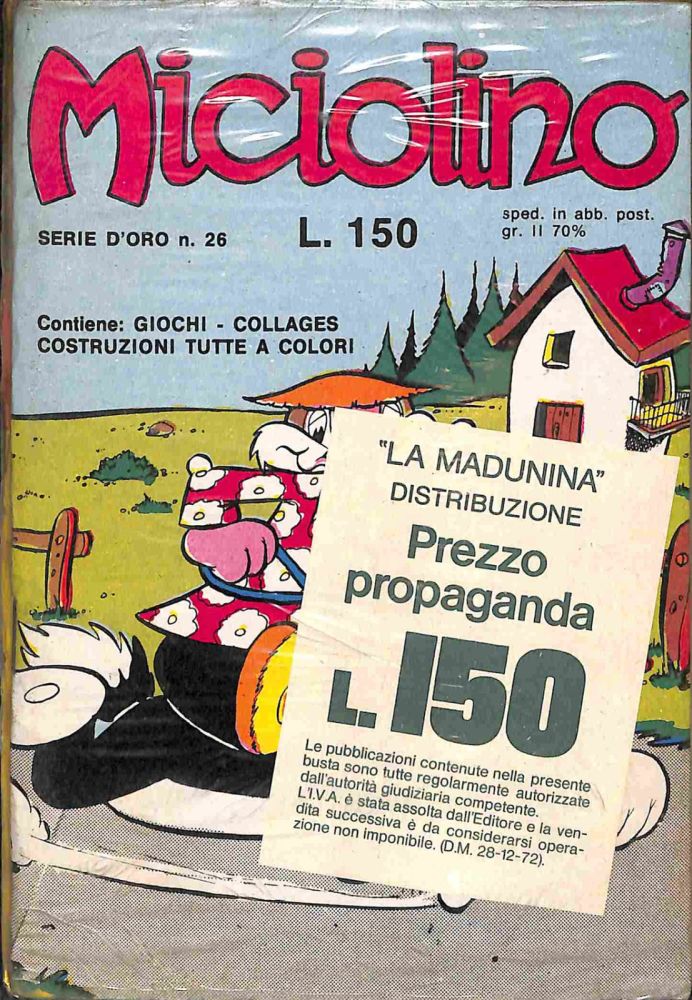 Miciolino
SERIE D'ORO n. 26
L. 150
sped. in abb. post.
gr. II 70%
Contiene: GIOCHI - COLLAGES
COSTRUZIONI TUTTE A COLORI
"LA MADUNINA"
DISTRIBUZIONE
Prezzo
propaganda
L. 150
Le pubblicazioni contenute nella presente
busta sono tutte regolarmente autorizzate
dall'autorità giudiziaria competente.
L'I.V.A. è stata assolta dall'Editore e la ven-
dita successiva è da considerarsi opera-
zione non imponibile. (D.M. 28-12-72).